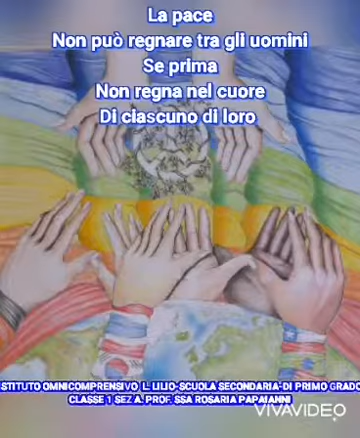 La pace
Non può regnare tra gli uomini
Se prima
Non regna nel cuore
Di ciascuno di loro
STITUTO OMNICOMPRENSIVO L. LILIO-SCUOLA SECONDARIA-DI PRIMO GRADO
CLASSE 1 SEZ A. PROF. SSA ROSARIA PAPAIANNI
VIVAVIDEO